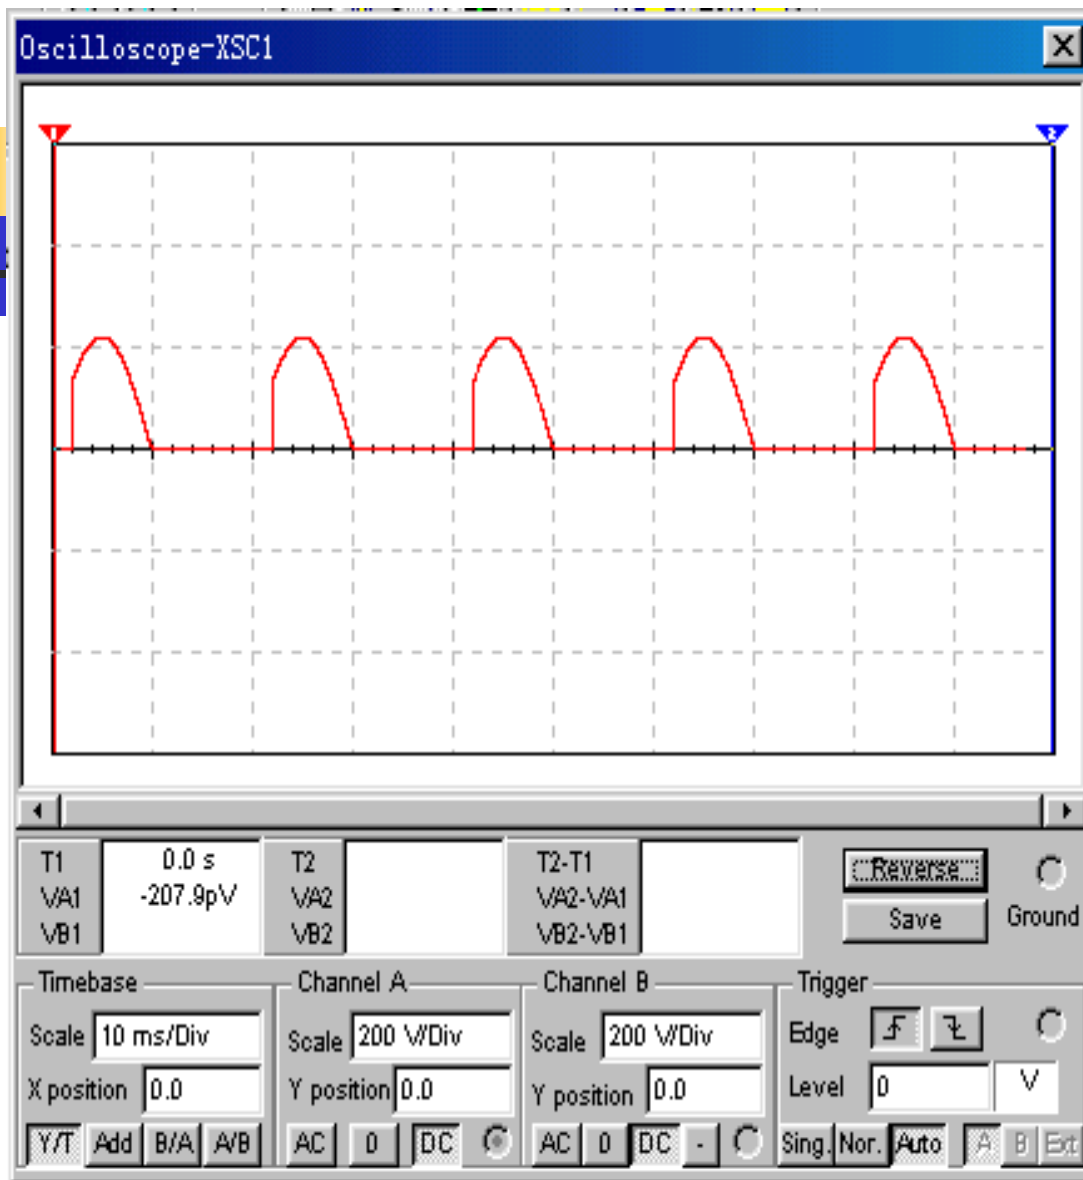 Oscilloscope-XSC1
X
1
2
T1 0.0 s T2 T2-T1
VA1 -207.9pV VA2 VA2-VA1
VB1 VB2 VB2-VB1
Reverse
Save
Ground
Timebase
Scale 10 ms/Div
X position 0.0
Y/T Add B/A A/B
Channel A
Scale 200 V/Div
Y position 0.0
AC 0 DC
Channel B
Scale 200 V/Div
Y position 0.0
AC 0 DC -
Trigger
Edge
Level 0 V
Sing. Nor. Auto A B Ext